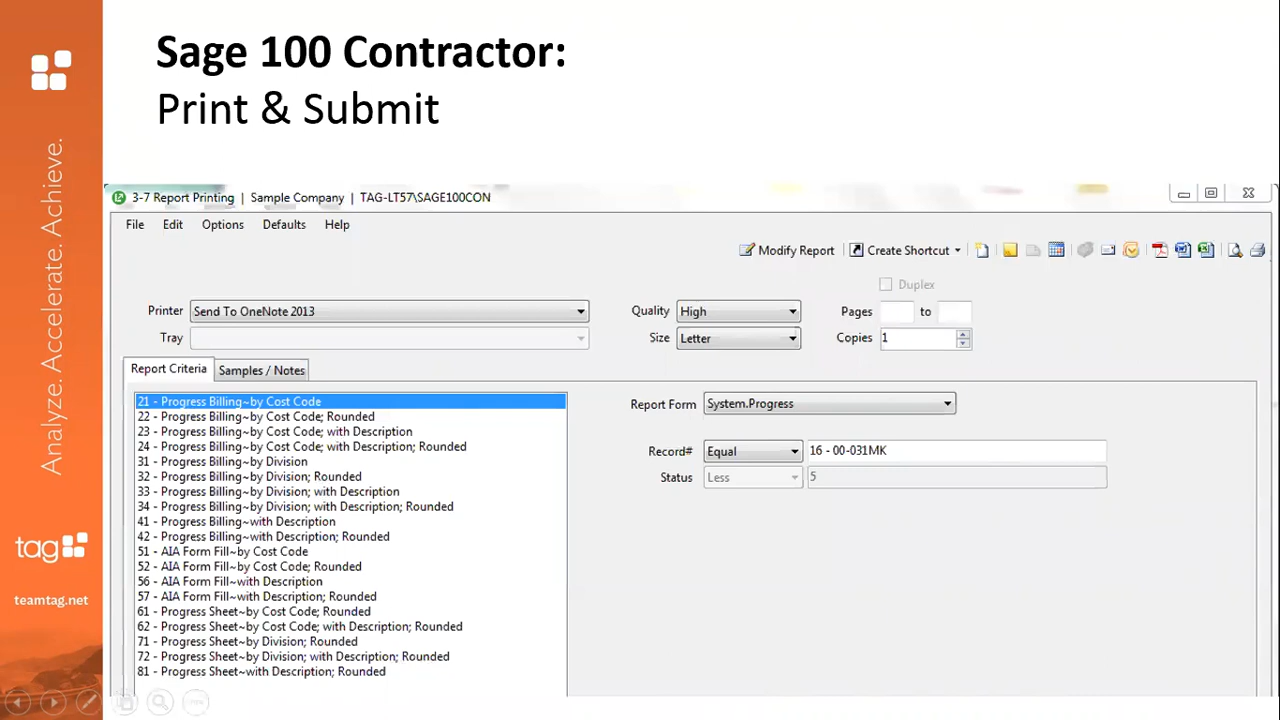 Sage 100 Contractor:
Print & Submit
Analyze. Accelerate. Achieve.
tag
teamtag.net
3-7 Report Printing | Sample Company | TAG-LT57\SAGE100CON
File Edit Options Defaults Help
Modify Report Create Shortcut
Duplex
Printer Send To OneNote 2013 Quality High Pages to
Tray Size Letter Copies 1
Report Criteria Samples / Notes
21 - Progress Billing~by Cost Code
22 - Progress Billing~by Cost Code; Rounded
23 - Progress Billing~by Cost Code; with Description
24 - Progress Billing~by Cost Code; with Description; Rounded
31 - Progress Billing~by Division
32 - Progress Billing~by Division; Rounded
33 - Progress Billing~by Division; with Description
34 - Progress Billing~by Division; with Description; Rounded
41 - Progress Billing~with Description
42 - Progress Billing~with Description; Rounded
51 - AIA Form Fill~by Cost Code
52 - AIA Form Fill~by Cost Code; Rounded
56 - AIA Form Fill~with Description
57 - AIA Form Fill~with Description; Rounded
61 - Progress Sheet~by Cost Code; Rounded
62 - Progress Sheet~by Cost Code; with Description; Rounded
71 - Progress Sheet~by Division; Rounded
72 - Progress Sheet~by Division; with Description; Rounded
81 - Progress Sheet~with Description; Rounded
Report Form System.Progress
Record# Equal 16 - 00-031MK
Status Less 5